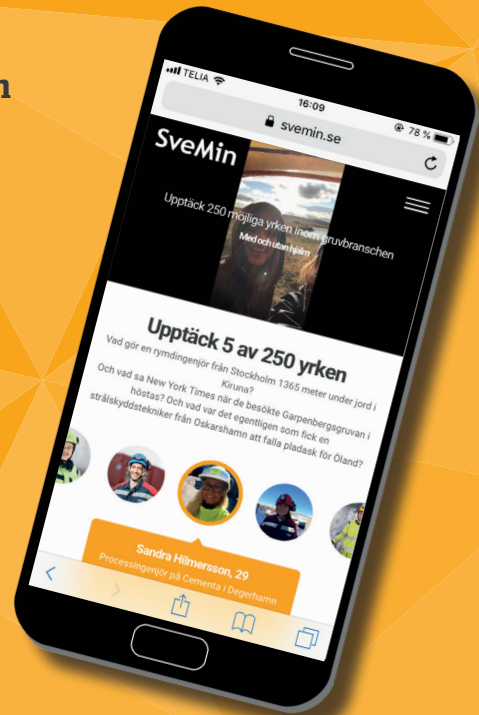 n
TELIA
16:09
78 %
svemin.se
SveMin
Upptäck 250 möjliga yrken inom gruvbranschen
Med och utan hjälm
Upptäck 5 av 250 yrken
Vad gör en rymdingenjör från Stockholm 1365 meter under jord i
Kiruna?
Och vad sa New York Times när de besökte Garpenbergsgruvan i
höstas? Och vad var det egentligen som fick en
strålskyddstekniker från Oskarshamn att falla pladask för Öland?
Sandra Hilmersson, 29
Processingenjör på Cementa i Degerhamn